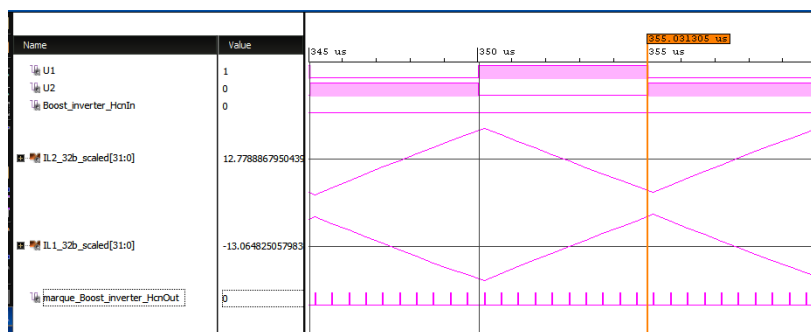 Name Value
355.031305 us
345 us 350 us 355 us
U1 1
U2 0
Boost_inverter_HcnIn 0
IL2_32b_scaled[31:0] 12.7788867950439
IL1_32b_scaled[31:0] -13.064825057983
marque_Boost_inverter_HcnOut 0